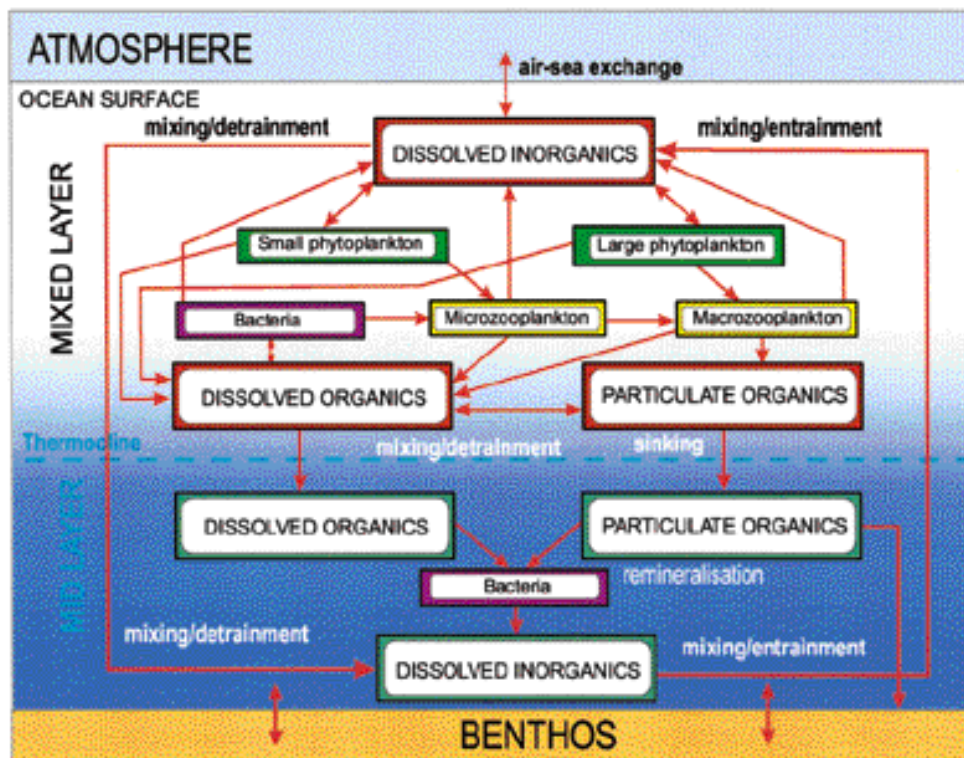 ATMOSPHERE
air-sea exchange
OCEAN SURFACE
mixing/detrainment
mixing/entrainment
DISSOLVED INORGANICS
MIXED LAYER
Small phytoplankton
Large phytoplankton
Bacteria
Microzooplankton
Macrozooplankton
DISSOLVED ORGANICS
PARTICULATE ORGANICS
Thermocline
mixing/detrainment
sinking
MID LAYER
DISSOLVED ORGANICS
PARTICULATE ORGANICS
Bacteria
remineralisation
mixing/detrainment
mixing/entrainment
DISSOLVED INORGANICS
BENTHOS